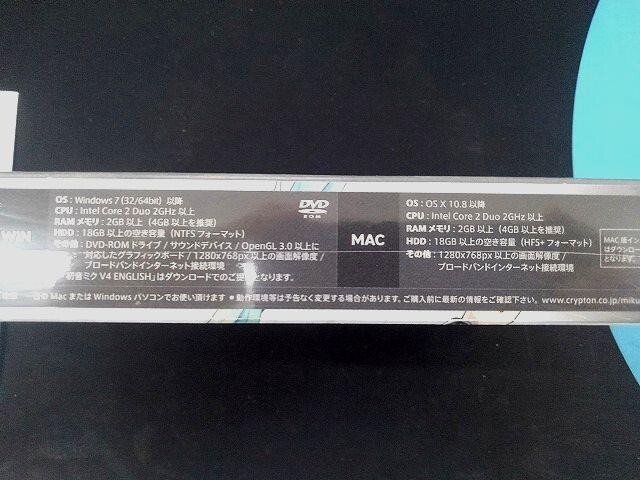 WIN
OS : Windows 7 (32/64bit) 以降
CPU : Intel Core 2 Duo 2GHz 以上
RAM メモリ : 2GB 以上 (4GB 以上を推奨)
HDD : 18GB 以上の空き容量 (NTFS フォーマット)
その他 : DVD-ROM ドライブ / サウンドデバイス / OpenGL 3.0 以上に
対応したグラフィックボード / 1280x768px 以上の画面解像度 /
ブロードバンドインターネット接続環境
初音ミク V4 ENGLISH」はダウンロードでのご提供となります。
DVD
ROM
MAC
OS : OS X 10.8 以降
CPU : Intel Core 2 Duo 2GHz 以上
RAM メモリ : 2GB 以上 (4GB 以上を推奨)
HDD : 18GB 以上の空き容量 (HFS+ フォーマット)
その他 : 1280x768px 以上の画面解像度 /
ブロードバンドインターネット接続環境
MAC 版イン
はダウンロー
となります。
の Mac または Windows パソコンでお使い頂けます ●動作環境等は予告なく変更する場合があります。ご購入前に最新の情報をご確認下さい。 www.crypton.co.jp/miku